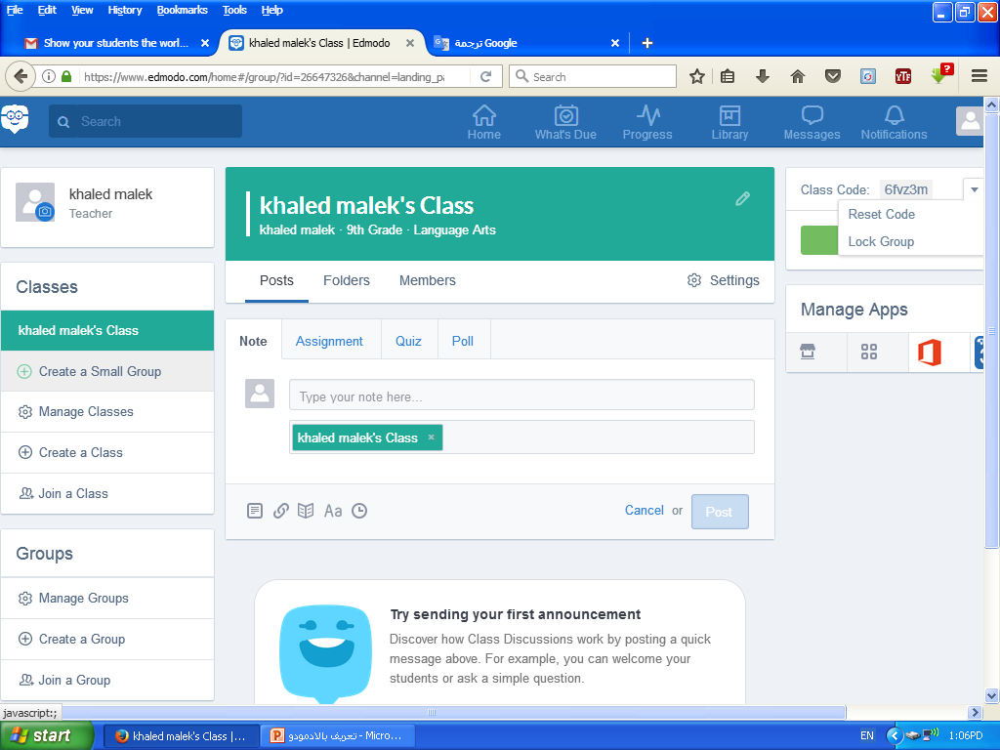 File Edit View History Bookmarks Tools Help
Show your students the worl... × khaled malek's Class | Edmodo × ترجمة Google × +
https://www.edmodo.com/home#/group/?id=26647326&channel=landing_pa Search
Search Home What's Due Progress Library Messages Notifications
khaled malek
Teacher
Classes
khaled malek's Class
Create a Small Group
Manage Classes
Create a Class
Join a Class
Groups
Manage Groups
Create a Group
Join a Group
khaled malek's Class
khaled malek · 9th Grade · Language Arts
Posts Folders Members Settings
Note Assignment Quiz Poll
Type your note here...
khaled malek's Class ×
Aa Cancel or Post
Try sending your first announcement
Discover how Class Discussions work by posting a quick
message above. For example, you can welcome your
students or ask a simple question.
Class Code: 6fvz3m
Reset Code
Lock Group
Manage Apps
javascript:;
start khaled malek's Class |... تعريف بالادمودو - Micro... EN 1:06PD